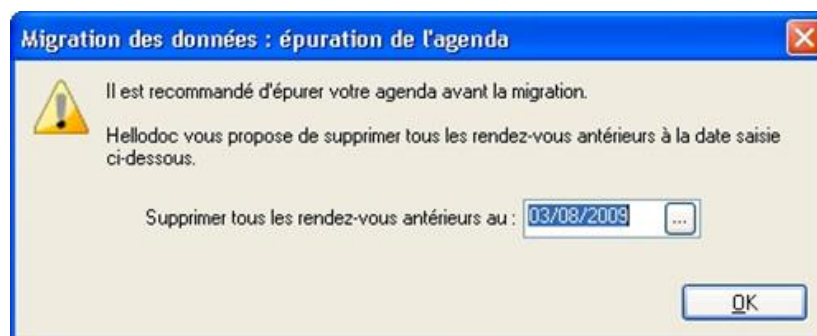 Migration des données : épuration de l'agenda
Il est recommandé d'épurer votre agenda avant la migration.
Hellodoc vous propose de supprimer tous les rendez-vous antérieurs à la date saisie
ci-dessous.
Supprimer tous les rendez-vous antérieurs au : 03/08/2009 ...
OK